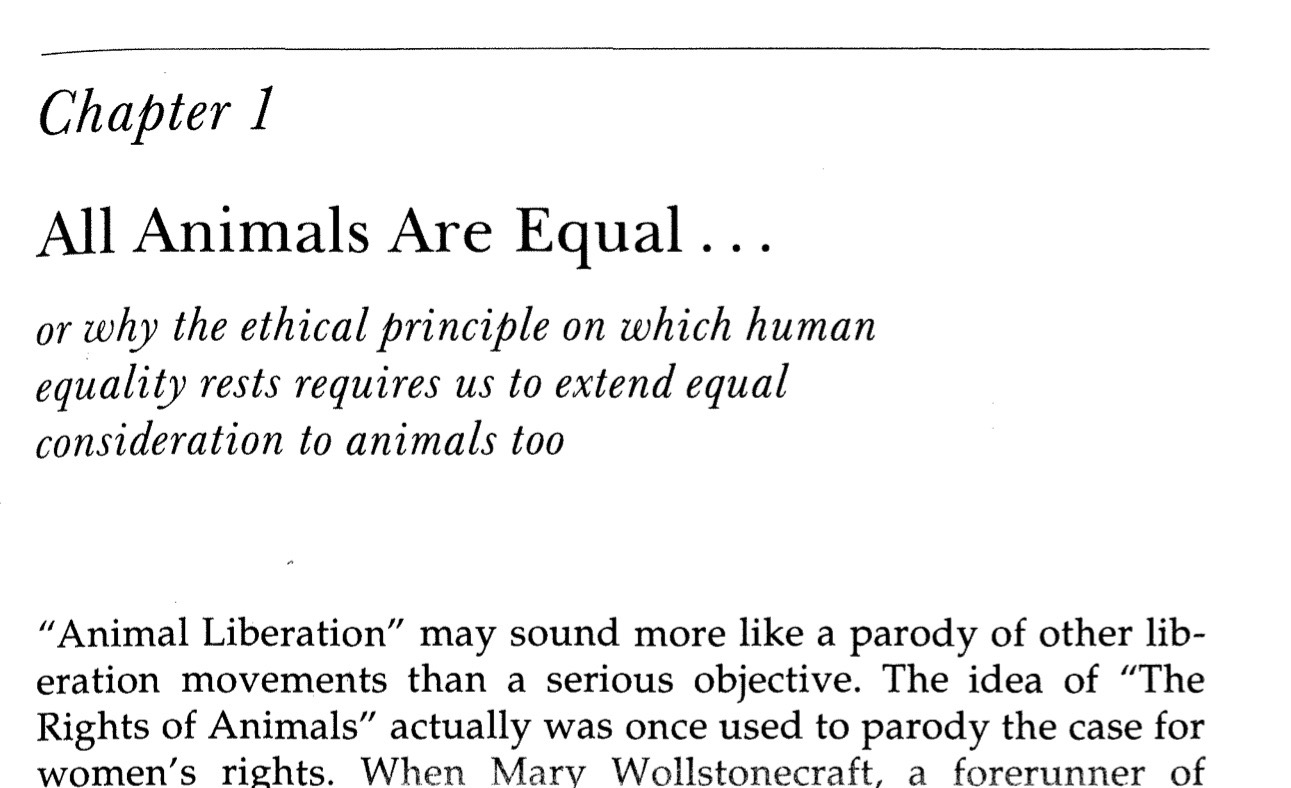 Chapter 1
All Animals Are Equal . . .
or why the ethical principle on which human
equality rests requires us to extend equal
consideration to animals too
“Animal Liberation” may sound more like a parody of other lib-
eration movements than a serious objective. The idea of “The
Rights of Animals” actually was once used to parody the case for
women’s rights. When Mary Wollstonecraft, a forerunner of